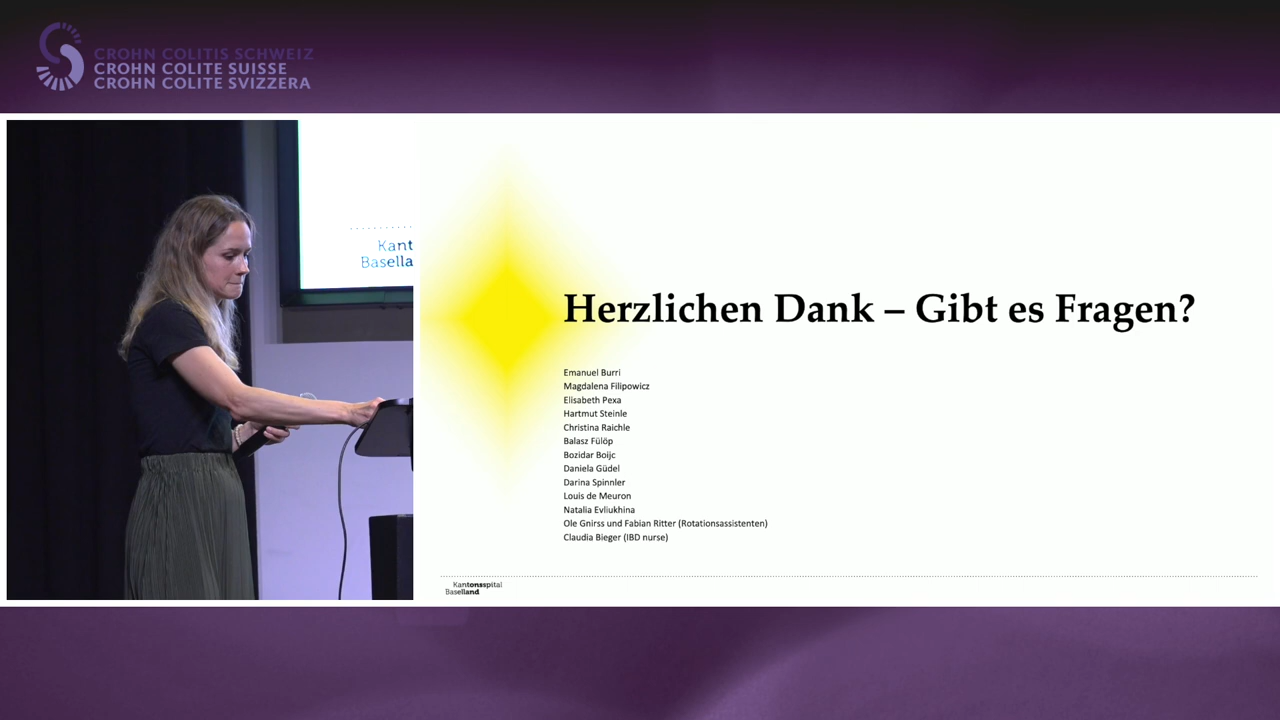 CROHN COLITIS SCHWEIZ
CROHN COLITE SUISSE
CROHN COLITE SVIZZERA
Kant
Basella
Herzlichen Dank – Gibt es Fragen?
Emanuel Burri
Magdalena Filipowicz
Elisabeth Pexa
Hartmut Steinle
Christina Raichle
Balasz Fülöp
Bozidar Boijc
Daniela Güdel
Darina Spinnler
Louis de Meuron
Natalia Evliukhina
Ole Gnirss und Fabian Ritter (Rotationsassistenten)
Claudia Bieger (IBD nurse)
Kantonsspital
Baselland